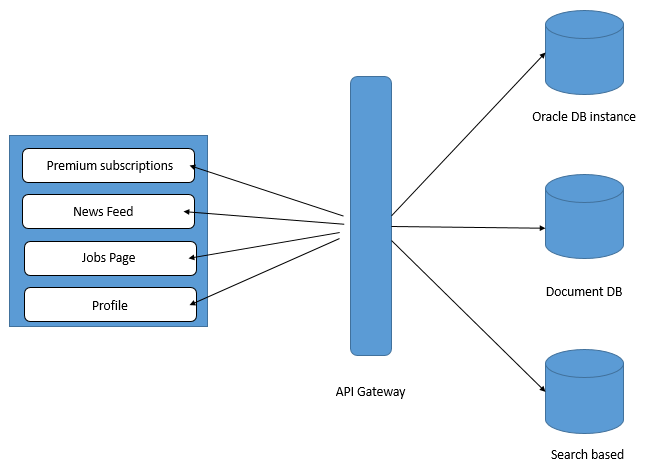 Oracle DB instance
Premium subscriptions
News Feed
Jobs Page
Profile
Document DB
API Gateway
Search based